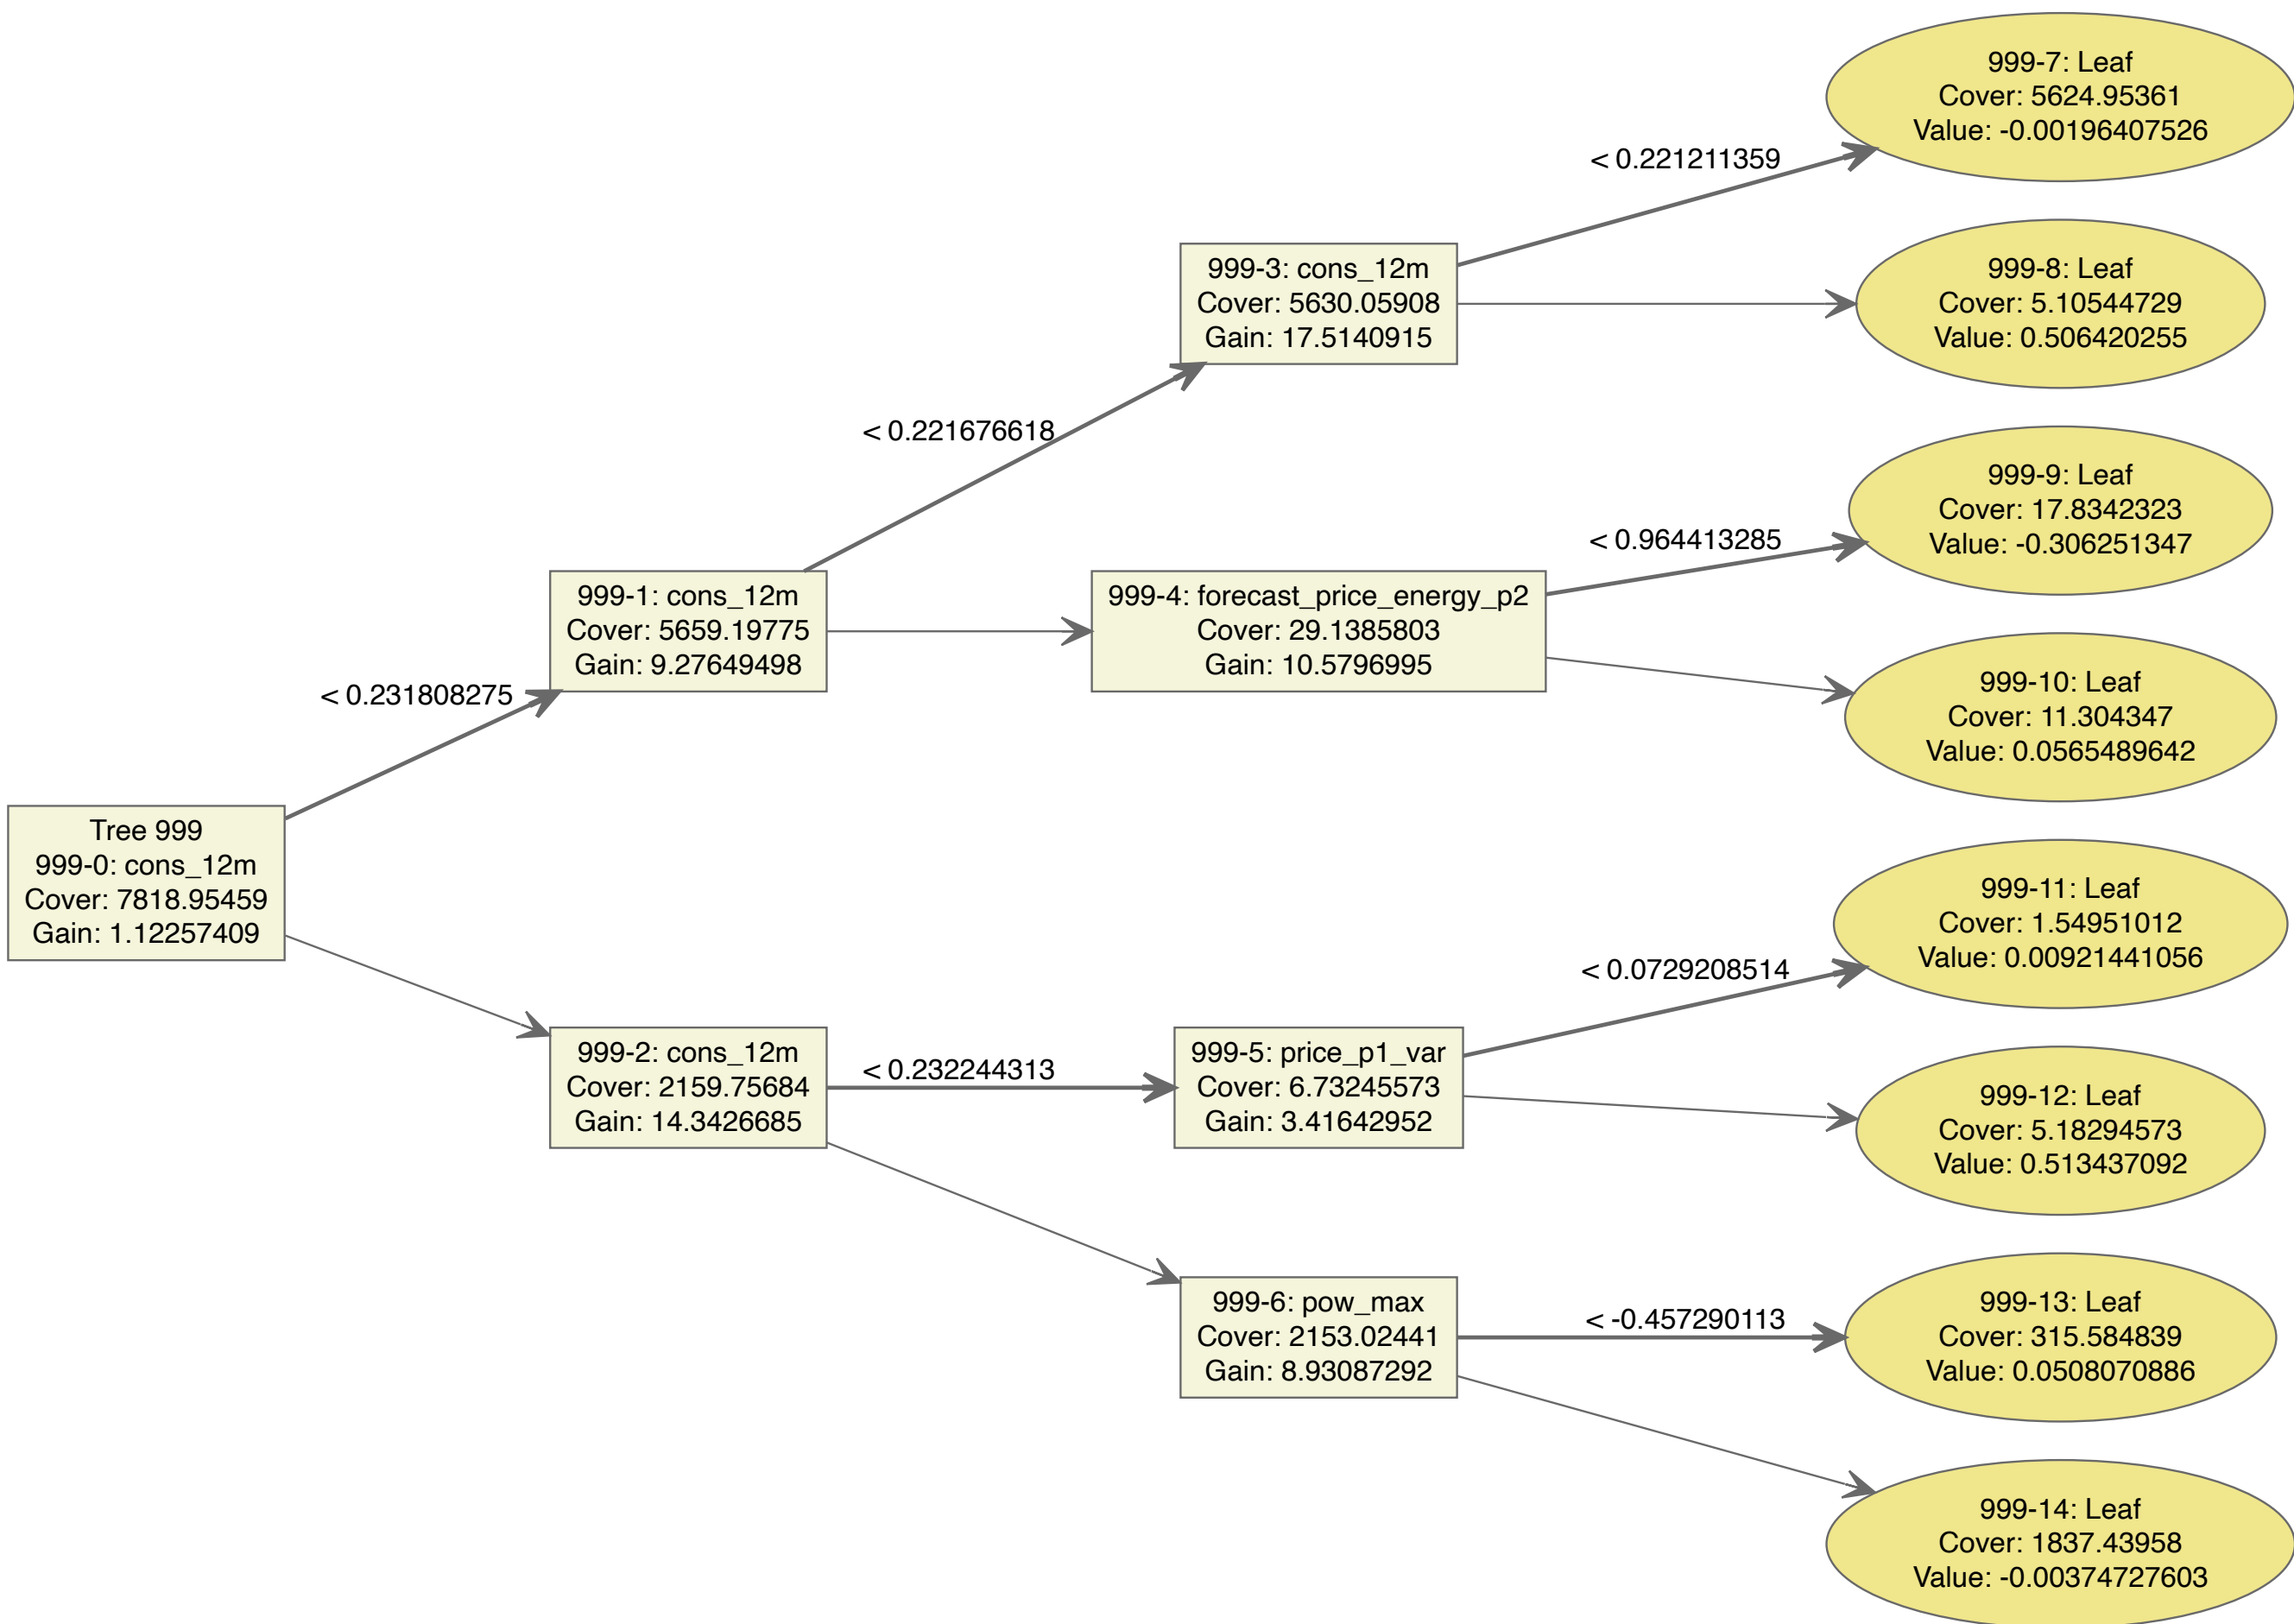 999-7: Leaf
Cover: 5624.95361
Value: -0.00196407526
< 0.221211359
999-3: cons_12m
Cover: 5630.05908
Gain: 17.5140915
999-8: Leaf
Cover: 5.10544729
Value: 0.506420255
< 0.221676618
999-9: Leaf
Cover: 17.8342323
Value: -0.306251347
< 0.964413285
999-1: cons_12m
Cover: 5659.19775
Gain: 9.27649498
999-4: forecast_price_energy_p2
Cover: 29.1385803
Gain: 10.5796995
< 0.231808275
999-10: Leaf
Cover: 11.304347
Value: 0.0565489642
Tree 999
999-0: cons_12m
Cover: 7818.95459
Gain: 1.12257409
999-11: Leaf
Cover: 1.54951012
Value: 0.00921441056
< 0.0729208514
999-2: cons_12m
Cover: 2159.75684
Gain: 14.3426685
< 0.232244313
999-5: price_p1_var
Cover: 6.73245573
Gain: 3.41642952
999-12: Leaf
Cover: 5.18294573
Value: 0.513437092
999-6: pow_max
Cover: 2153.02441
Gain: 8.93087292
< -0.457290113
999-13: Leaf
Cover: 315.584839
Value: 0.0508070886
999-14: Leaf
Cover: 1837.43958
Value: -0.00374727603